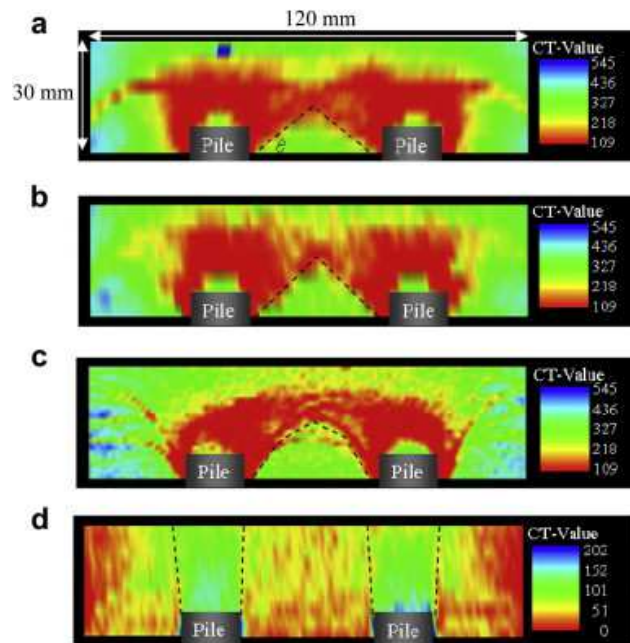 120 mm
a
30 mm
CT-Value
545
436
327
218
109
Pile
Pile
b
CT-Value
545
436
327
218
109
Pile
Pile
c
CT-Value
545
436
327
218
109
Pile
Pile
d
CT-Value
202
152
101
51
0
Pile
Pile